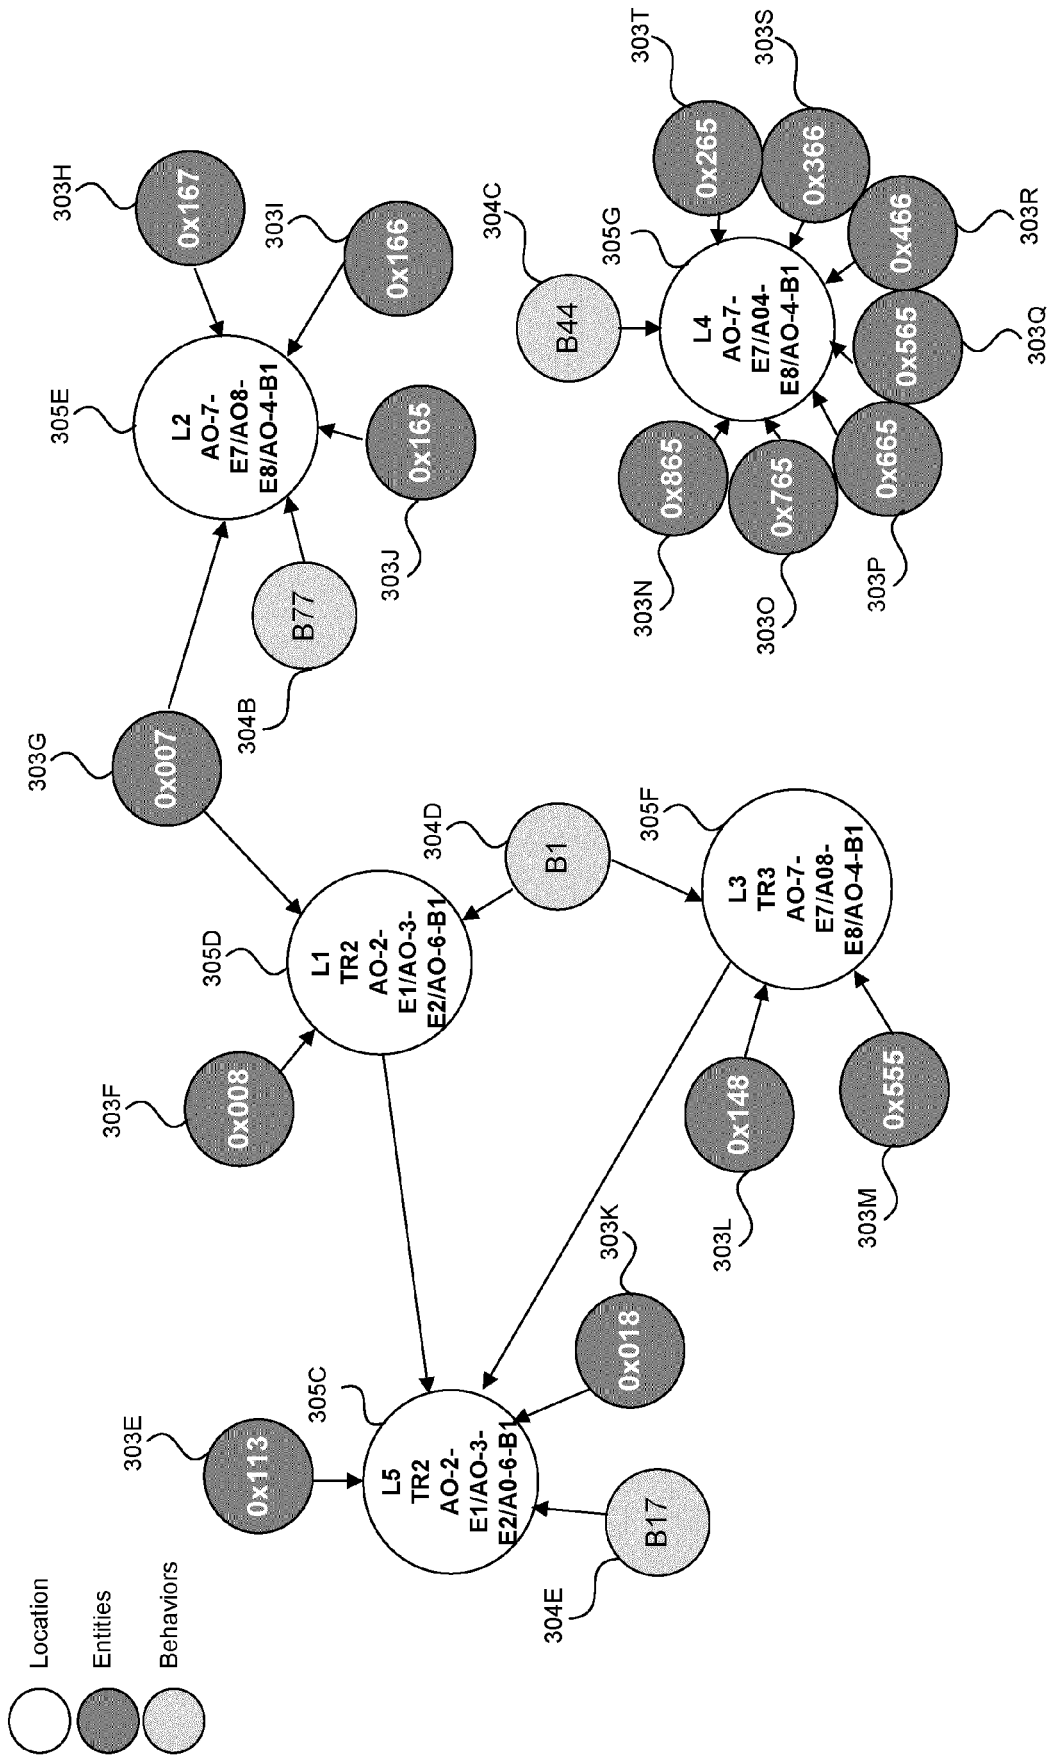 Location
Entities
Behaviors
303E
0x113
305C
L5
TR2
AO-2-
E1/AO-3-
E2/A0-6-B1
304E
B17
303K
0x018
303F
0x008
305D
L1
TR2
AO-2-
E1/AO-3-
E2/AO-6-B1
303G
0x007
304D
B1
305F
L3
TR3
AO-7-
E7/A08-
E8/AO-4-B1
303L
0x148
303M
0x555
304B
B77
305E
L2
AO-7-
E7/AO8-
E8/AO-4-B1
303H
0x167
303I
0x166
303J
0x165
304C
B44
305G
L4
AO-7-
E7/A04-
E8/AO-4-B1
303N
0x865
303O
0x765
303P
0x665
303Q
0x565
303R
0x466
303S
0x366
303T
0x265